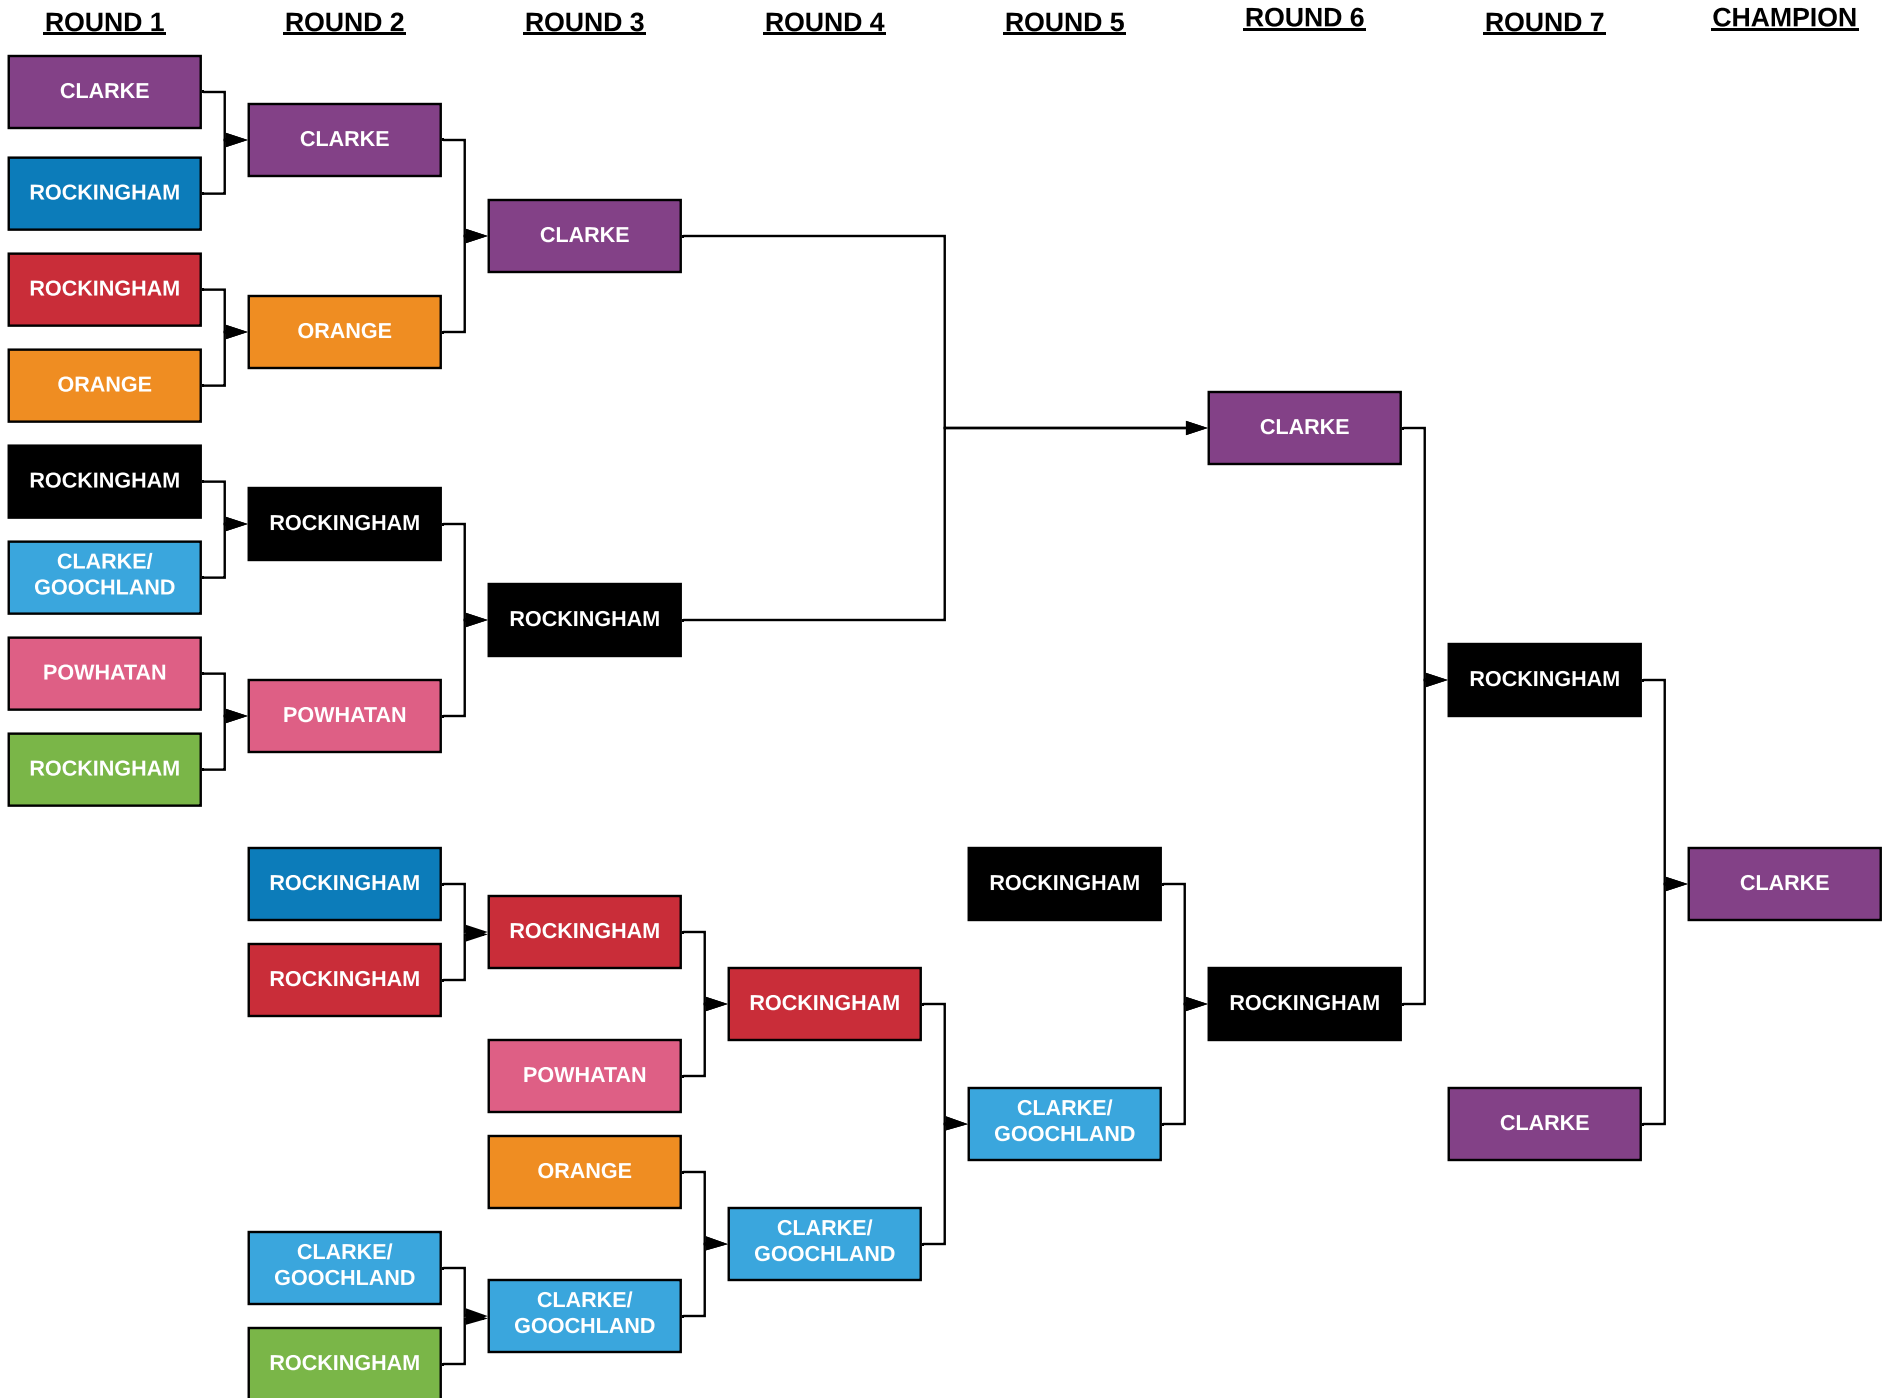 ROUND 1
ROUND 2
ROUND 3
ROUND 4
ROUND 5
ROUND 6
ROUND 7
CHAMPION
CLARKE
ROCKINGHAM
ROCKINGHAM
ORANGE
ROCKINGHAM
CLARKE/
GOOCHLAND
POWHATAN
ROCKINGHAM
CLARKE
ORANGE
ROCKINGHAM
POWHATAN
ROCKINGHAM
ROCKINGHAM
CLARKE/
GOOCHLAND
ROCKINGHAM
CLARKE
ROCKINGHAM
ROCKINGHAM
POWHATAN
ORANGE
CLARKE/
GOOCHLAND
ROCKINGHAM
CLARKE/
GOOCHLAND
ROCKINGHAM
CLARKE/
GOOCHLAND
CLARKE
ROCKINGHAM
ROCKINGHAM
CLARKE
CLARKE